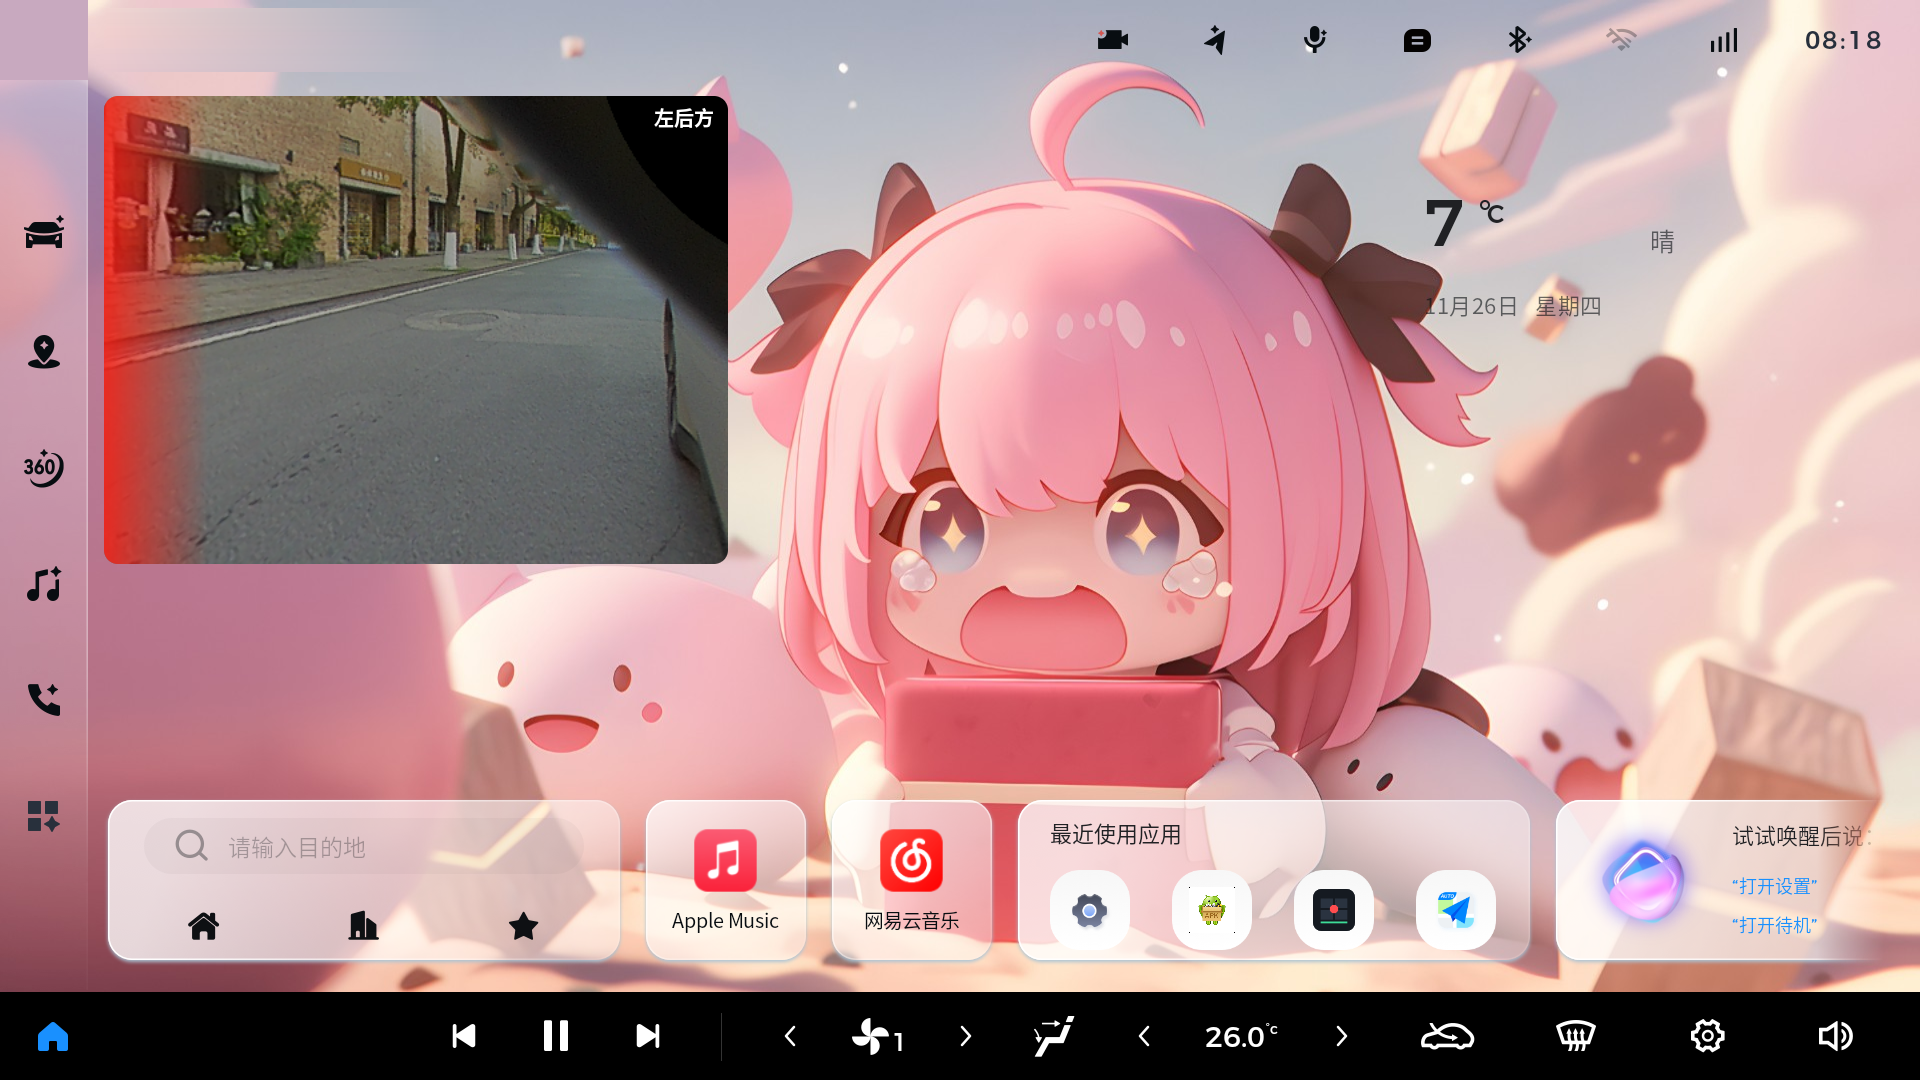 08:18
左后方
7 ℃
晴
11月26日 星期四
360
请输入目的地
Apple Music
网易云音乐
最近使用应用
APK
AUTO
试试唤醒后说：
“打开设置”
“打开待机”
1
26.0℃